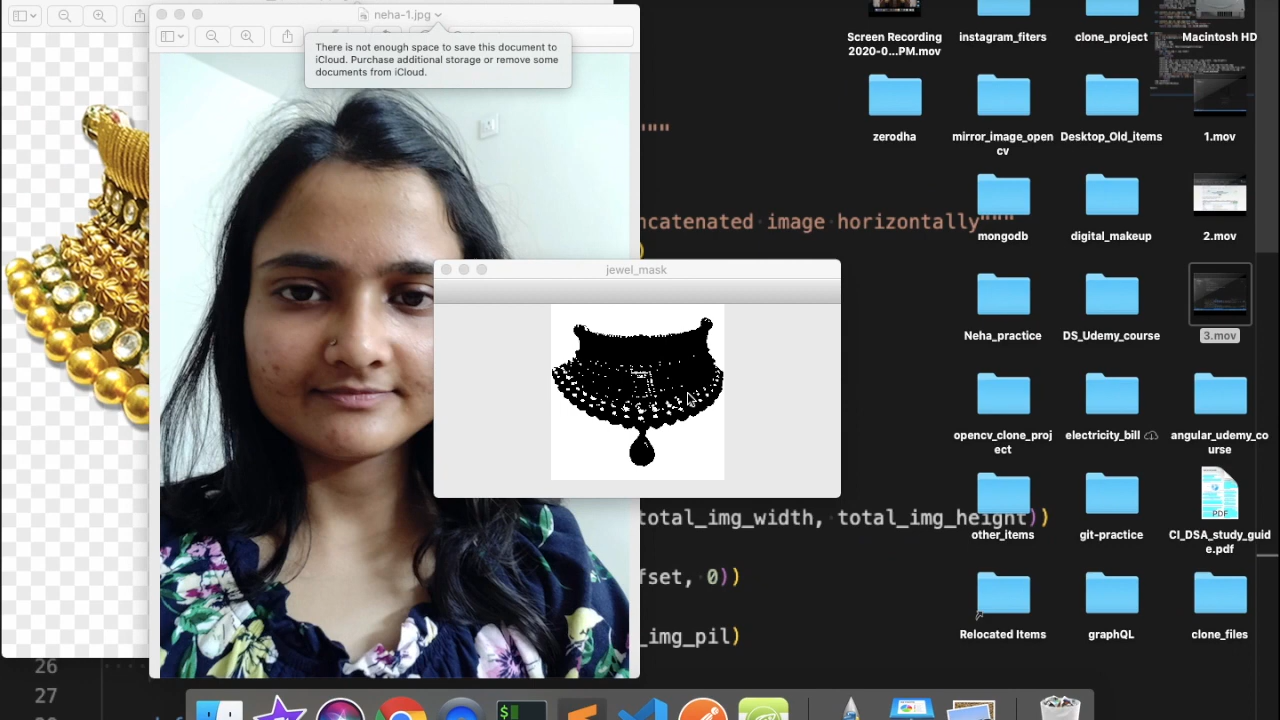 neha-1.jpg
There is not enough space to save this document to
iCloud. Purchase additional storage or remove some
documents from iCloud.
jewel_mask
"""
ncatenated image horizontally"""
)
total_img_width, total_img_height))
fset, 0))
_img_pil)
26
27
Screen Recording
2020-0...PM.mov
instagram_fiters
clone_project
Macintosh HD
zerodha
mirror_image_open
cv
Desktop_Old_items
1.mov
mongodb
digital_makeup
2.mov
Neha_practice
DS_Udemy_course
3.mov
opencv_clone_proj
ect
electricity_bill
angular_udemy_co
urse
PDF
other_items
git-practice
CI_DSA_study_guid
e.pdf
Relocated Items
graphQL
clone_files
$